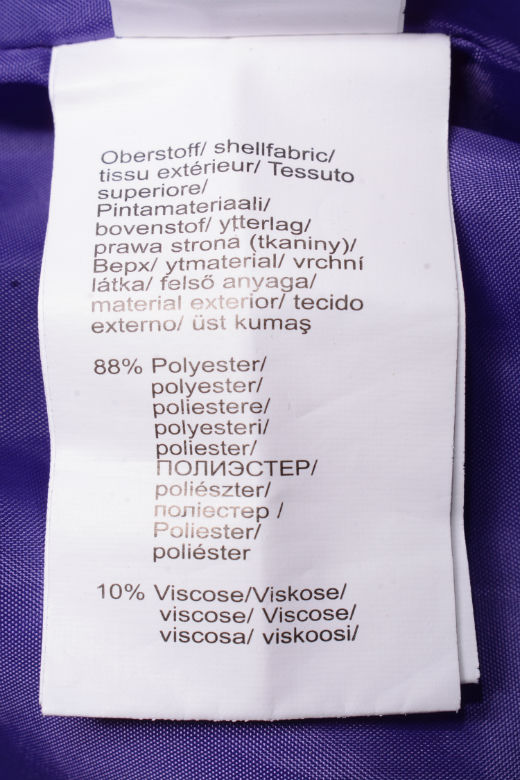 Oberstoff/ shellfabric/
tissu extérieur/ Tessuto
superiore/
Pintamateriaali/
bovenstof/ ytterlag/
prawa strona (tkaniny)/
Верх/ ytmaterial/ vrchní
látka/ felső anyaga/
material exterior/ tecido
externo/ üst kumaş
88% Polyester/
polyester/
poliestere/
polyesteri/
poliester/
ПОЛИЭСТЕР/
poliészter/
поліестер /
Poliester/
poliéster
10% Viscose/Viskose/
viscose/ Viscose/
viscosa/ viskoosi/